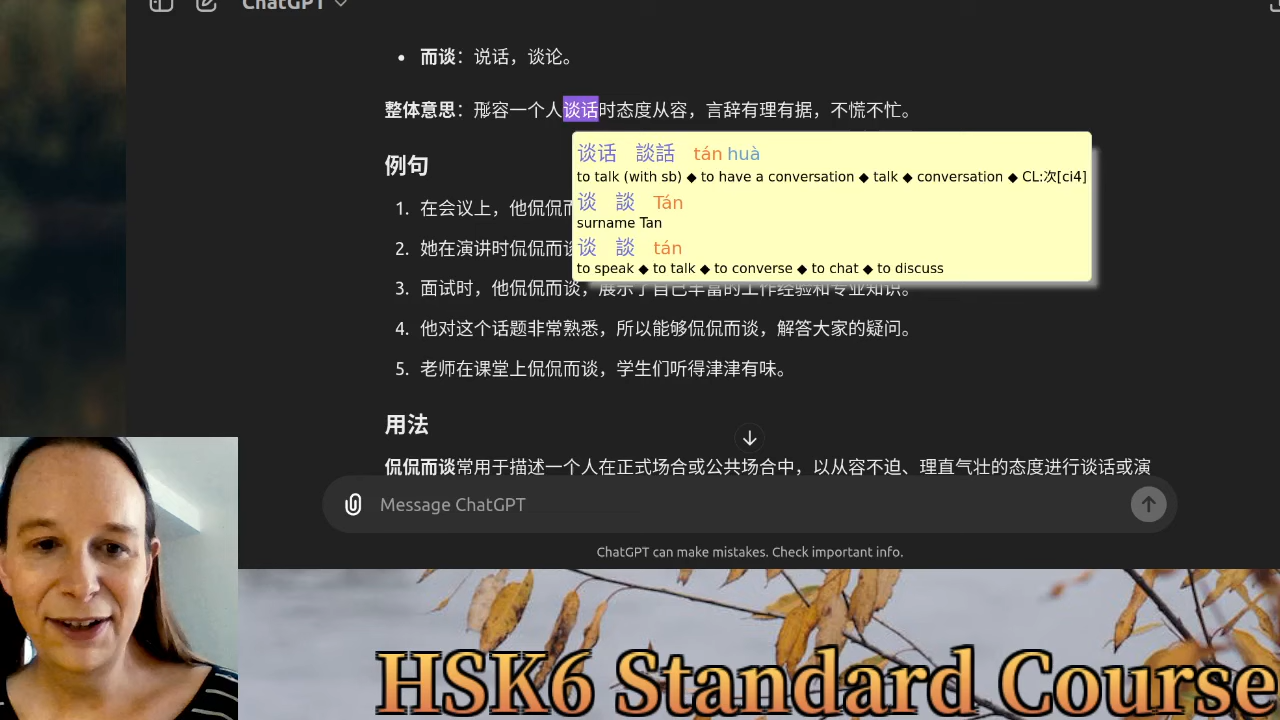 ChatGPT
• 而谈：说话，谈论。
整体意思：形容一个人谈话时态度从容，言辞有理有据，不慌不忙。
谈话 談話 tán huà
to talk (with sb) ◆ to have a conversation ◆ talk ◆ conversation ◆ CL:次[ci4]
谈 談 Tán
surname Tan
谈 談 tán
to speak ◆ to talk ◆ to converse ◆ to chat ◆ to discuss
例句
1. 在会议上，他侃侃而
2. 她在演讲时侃侃而谈
3. 面试时，他侃侃而谈，展示了自己丰富的工作经验和专业知识。
4. 他对这个话题非常熟悉，所以能够侃侃而谈，解答大家的疑问。
5. 老师在课堂上侃侃而谈，学生们听得津津有味。
用法
侃侃而谈常用于描述一个人在正式场合或公共场合中，以从容不迫、理直气壮的态度进行谈话或演
Message ChatGPT
ChatGPT can make mistakes. Check important info.
HSK6 Standard Course